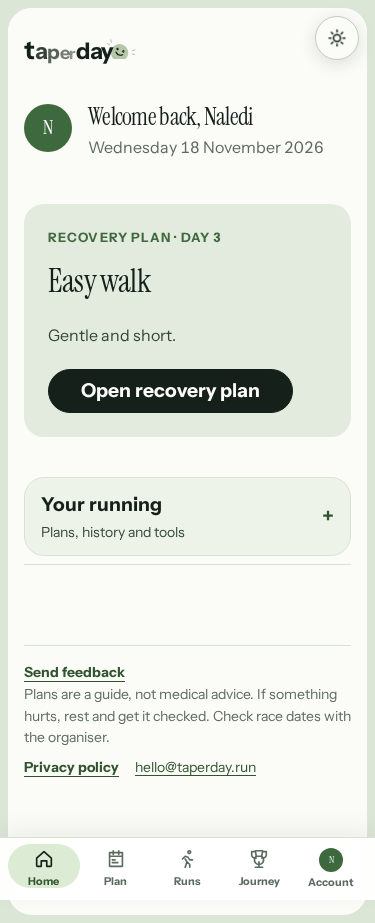 taperday
N
Welcome back, Naledi
Wednesday 18 November 2026
RECOVERY PLAN · DAY 3
Easy walk
Gentle and short.
Open recovery plan
Your running
Plans, history and tools
+
Send feedback
Plans are a guide, not medical advice. If something
hurts, rest and get it checked. Check race dates with
the organiser.
Privacy policy hello@taperday.run
N
Home Plan Runs Journey Account